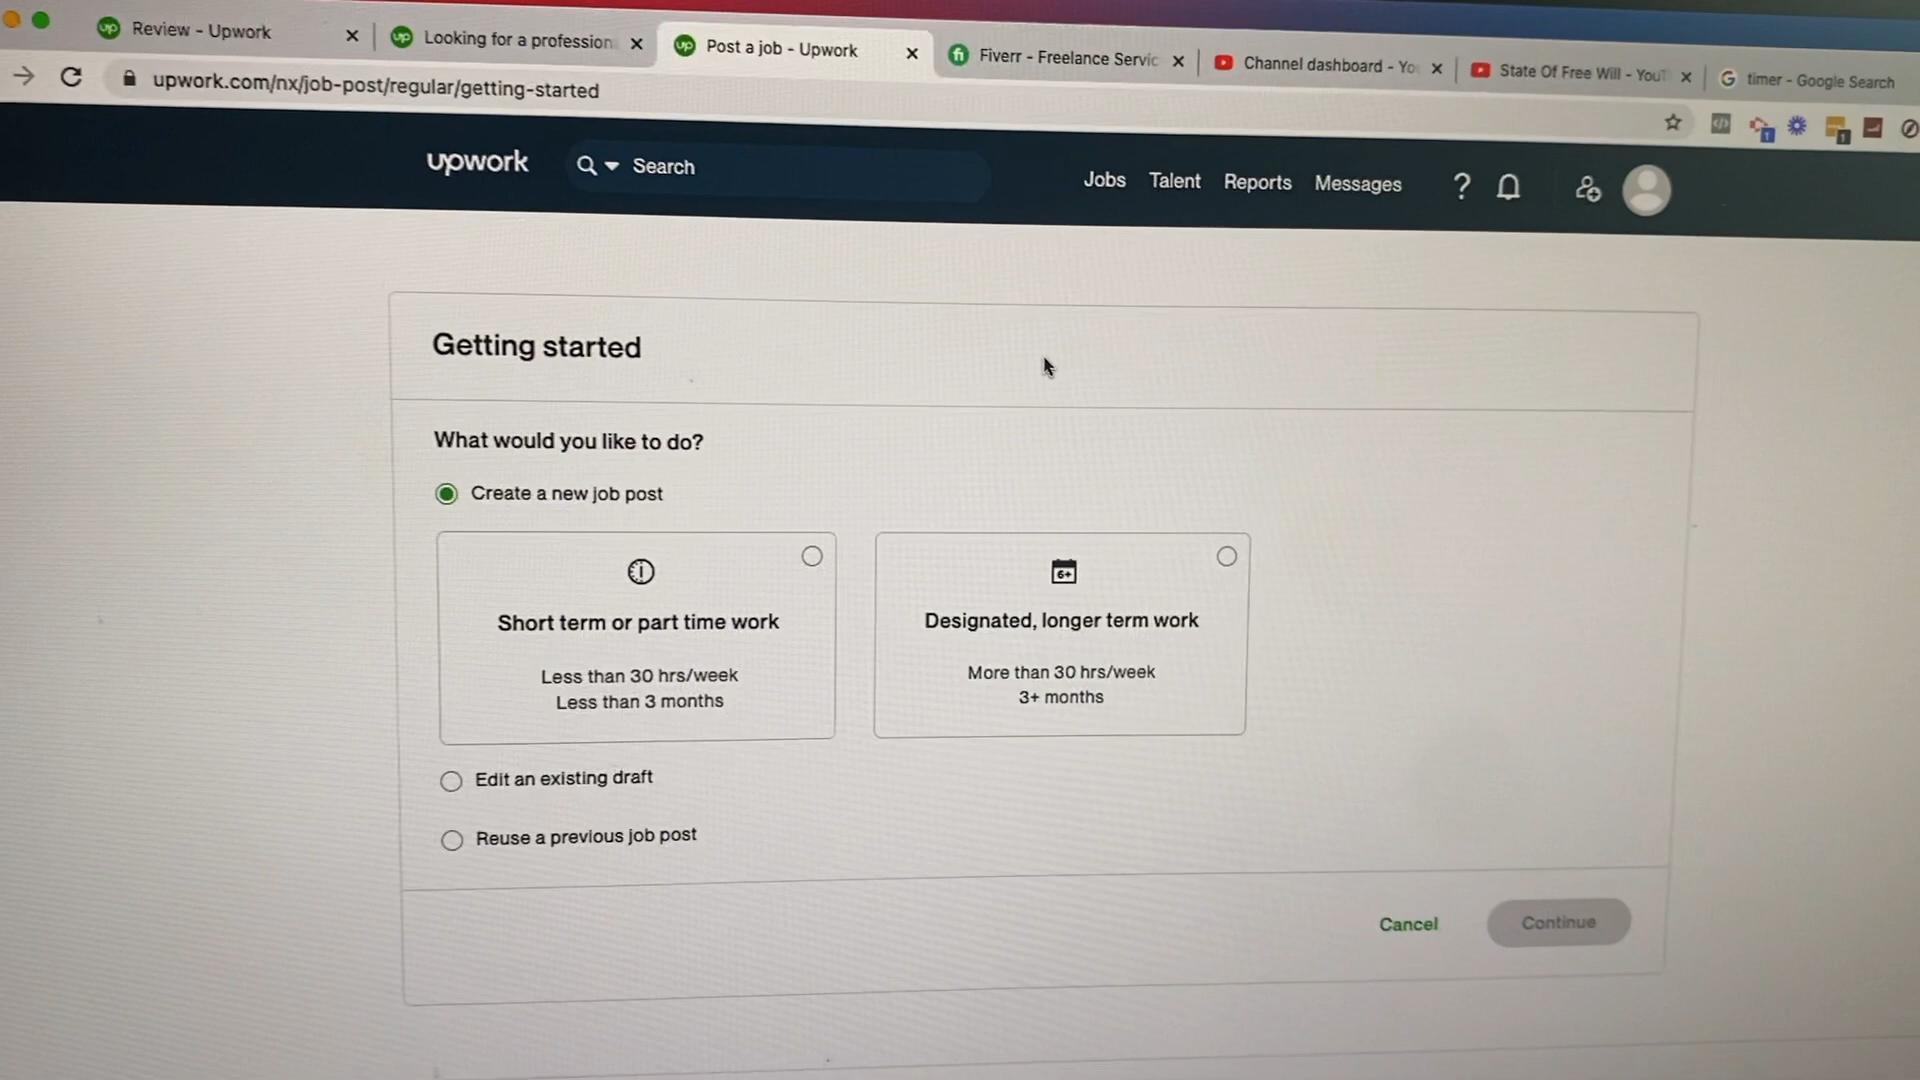 Review - Upwork
Looking for a profession
Post a job - Upwork
Fiverr - Freelance Servic
Channel dashboard - Yo
State Of Free Will - YouT
timer - Google Search
upwork.com/nx/job-post/regular/getting-started
upwork
Search
Jobs
Talent
Reports
Messages
Getting started
What would you like to do?
Create a new job post
6+
Short term or part time work
Designated, longer term work
Less than 30 hrs/week
Less than 3 months
More than 30 hrs/week
3+ months
Edit an existing draft
Reuse a previous job post
Cancel
Continue